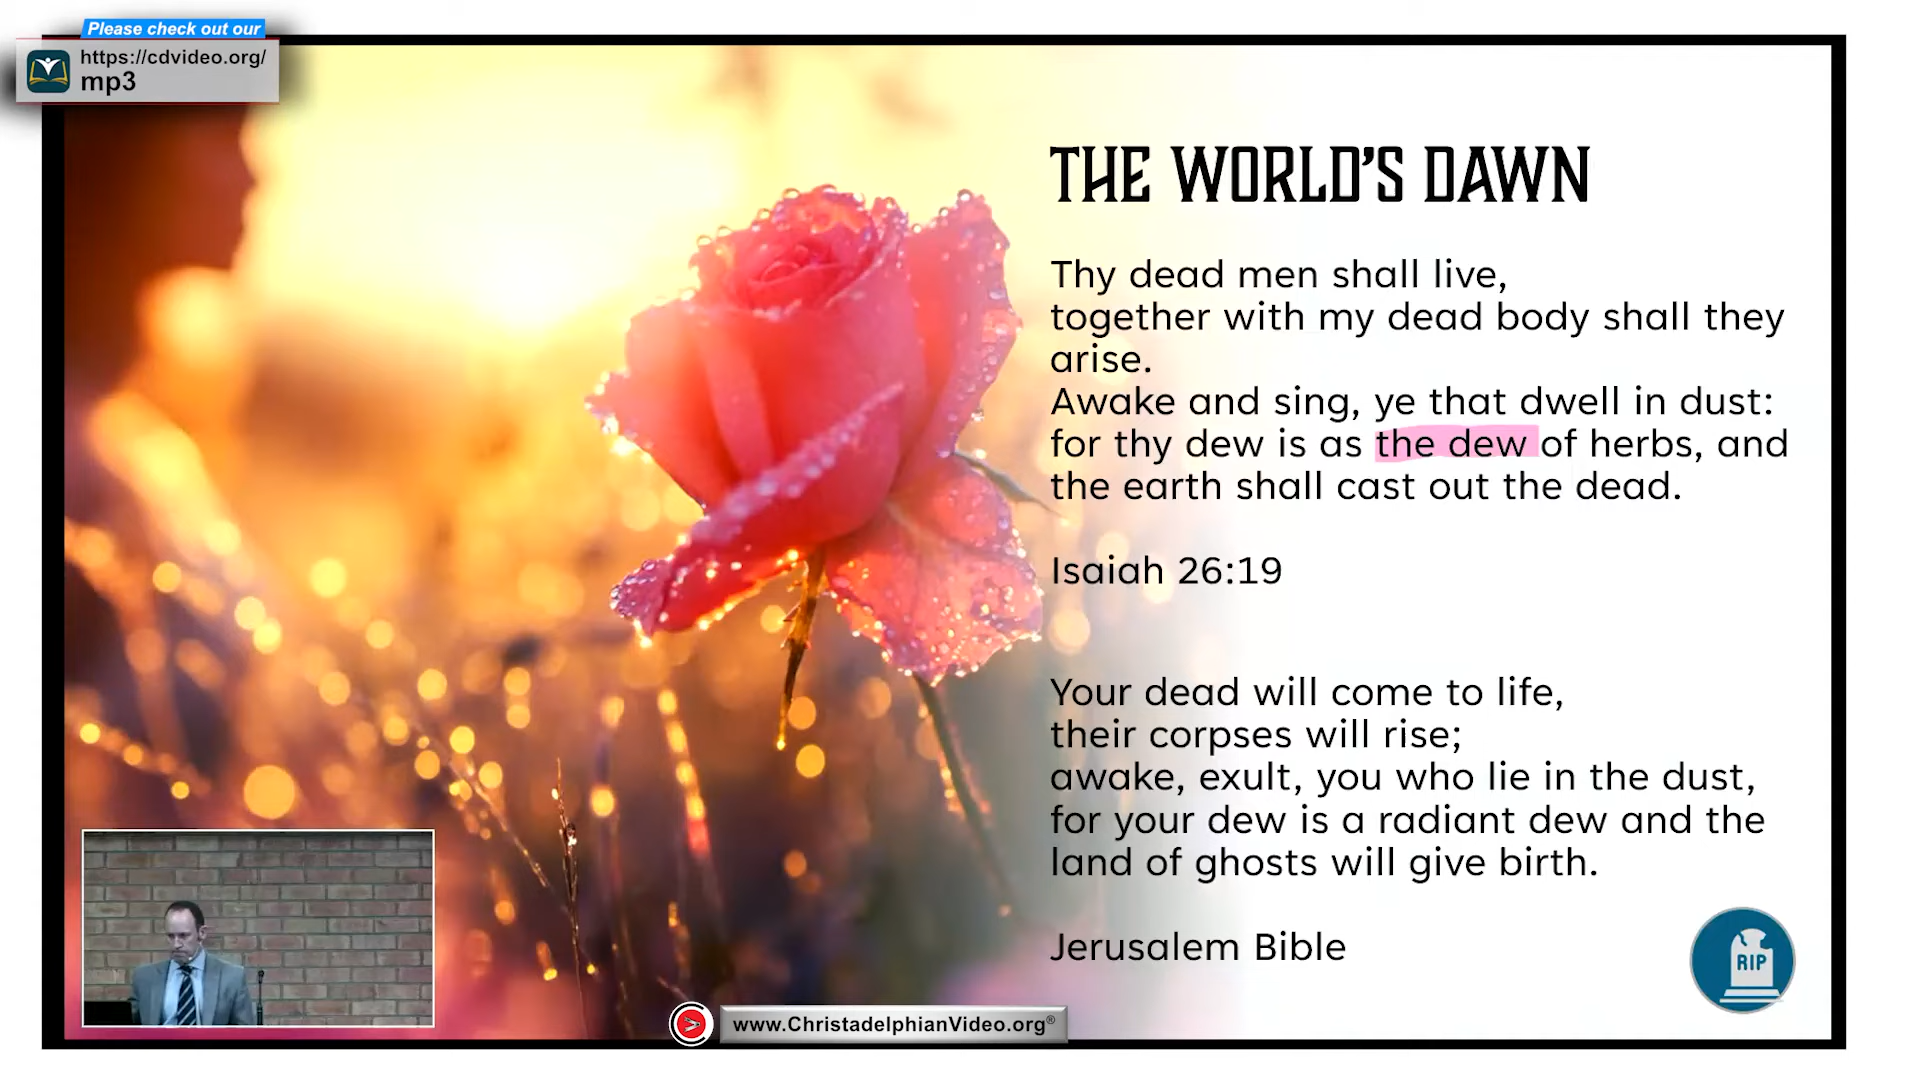 Please check out our
https://cdvideo.org/
mp3
THE WORLD'S DAWN
Thy dead men shall live,
together with my dead body shall they
arise.
Awake and sing, ye that dwell in dust:
for thy dew is as the dew of herbs, and
the earth shall cast out the dead.
Isaiah 26:19
Your dead will come to life,
their corpses will rise;
awake, exult, you who lie in the dust,
for your dew is a radiant dew and the
land of ghosts will give birth.
Jerusalem Bible
RIP
www.ChristadelphianVideo.org®